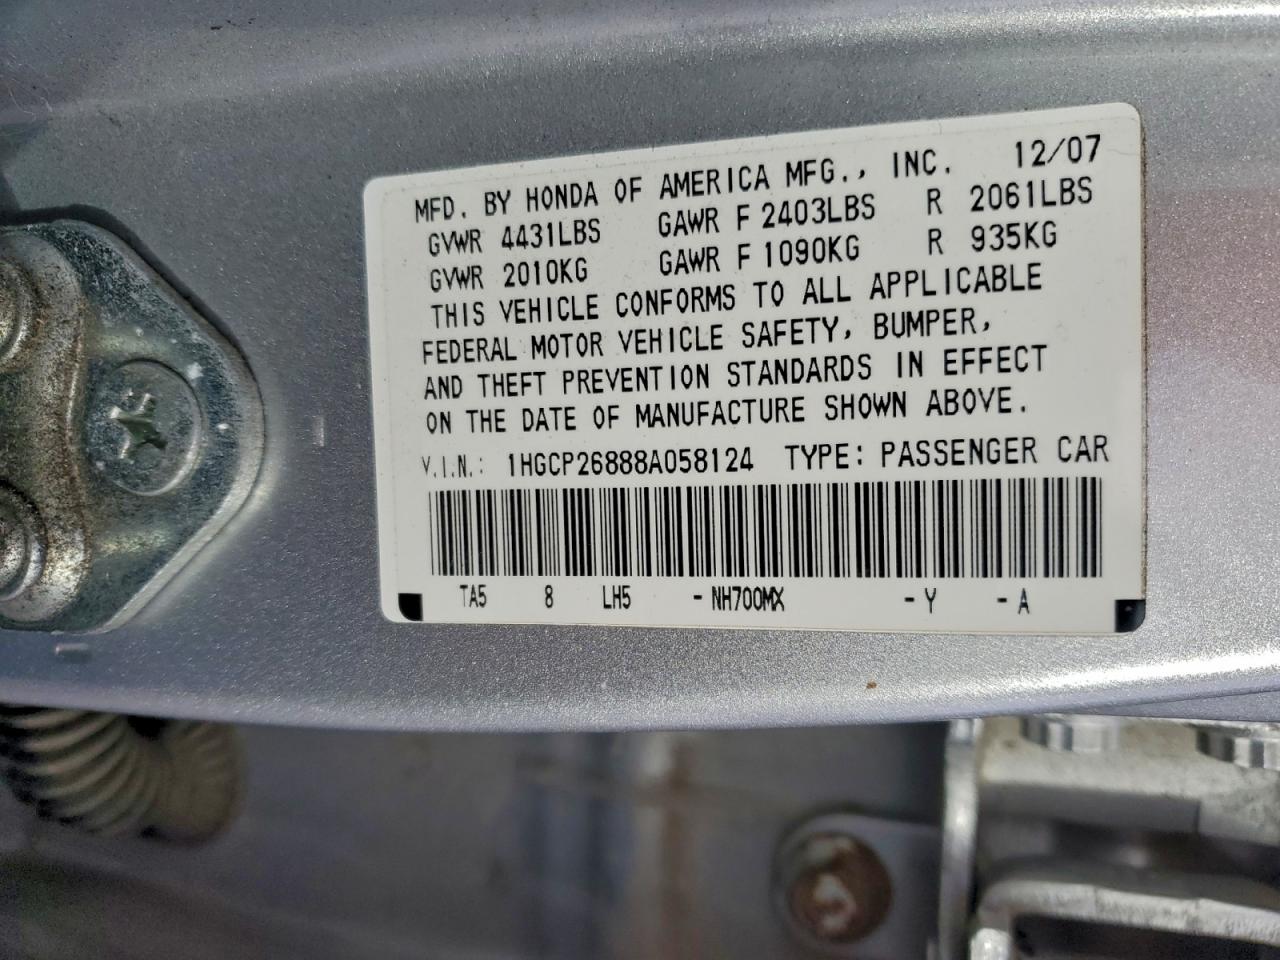 MFD. BY HONDA OF AMERICA MFG., INC. 12/07
GVWR 4431LBS GAWR F 2403LBS R 2061LBS
GVWR 2010KG GAWR F 1090KG R 935KG
THIS VEHICLE CONFORMS TO ALL APPLICABLE
FEDERAL MOTOR VEHICLE SAFETY, BUMPER,
AND THEFT PREVENTION STANDARDS IN EFFECT
ON THE DATE OF MANUFACTURE SHOWN ABOVE.
V.I.N.: 1HGCP26888A058124 TYPE: PASSENGER CAR
TA5 8 LH5 - NH700MX - Y - A